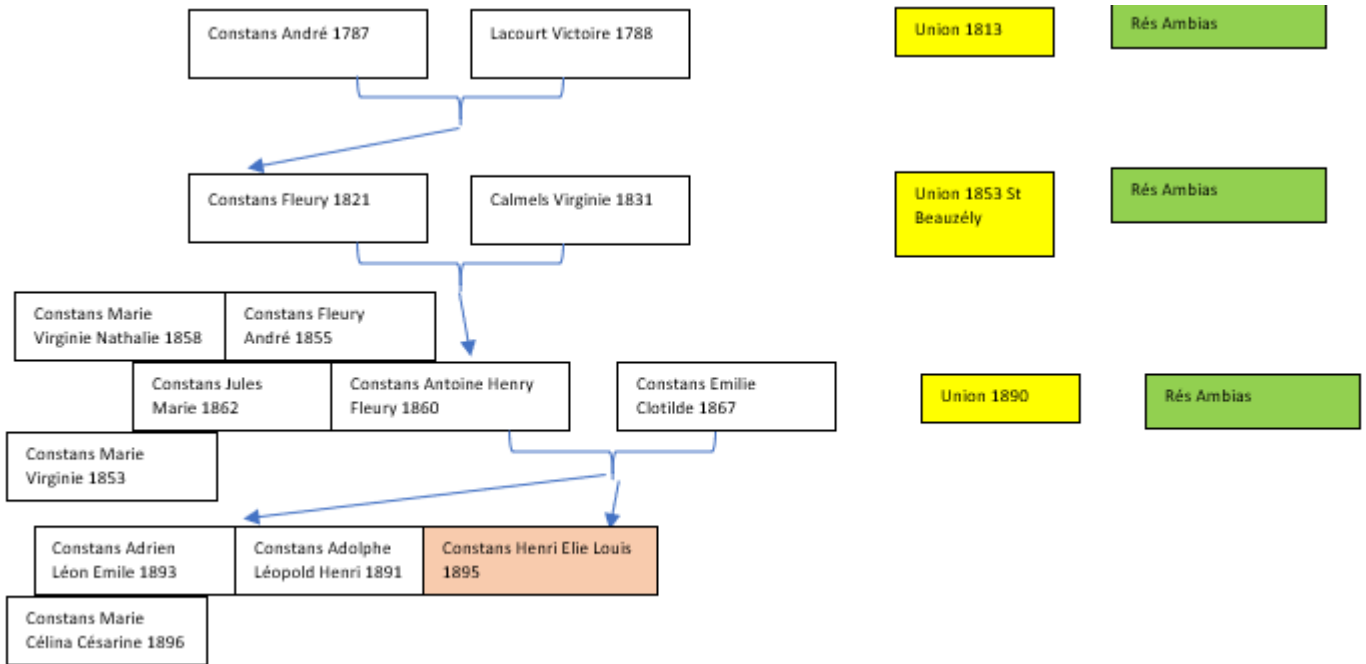 Constans André 1787
Lacourt Victoire 1788
Union 1813
Rés Ambias
Constans Fleury 1821
Calmels Virginie 1831
Union 1853 St
Beauzély
Rés Ambias
Constans Marie
Virginie Nathalie 1858
Constans Fleury
André 1855
Constans Jules
Marie 1862
Constans Antoine Henry
Fleury 1860
Constans Emilie
Clotilde 1867
Union 1890
Rés Ambias
Constans Marie
Virginie 1853
Constans Adrien
Léon Emile 1893
Constans Adolphe
Léopold Henri 1891
Constans Henri Elie Louis
1895
Constans Marie
Célina Césarine 1896